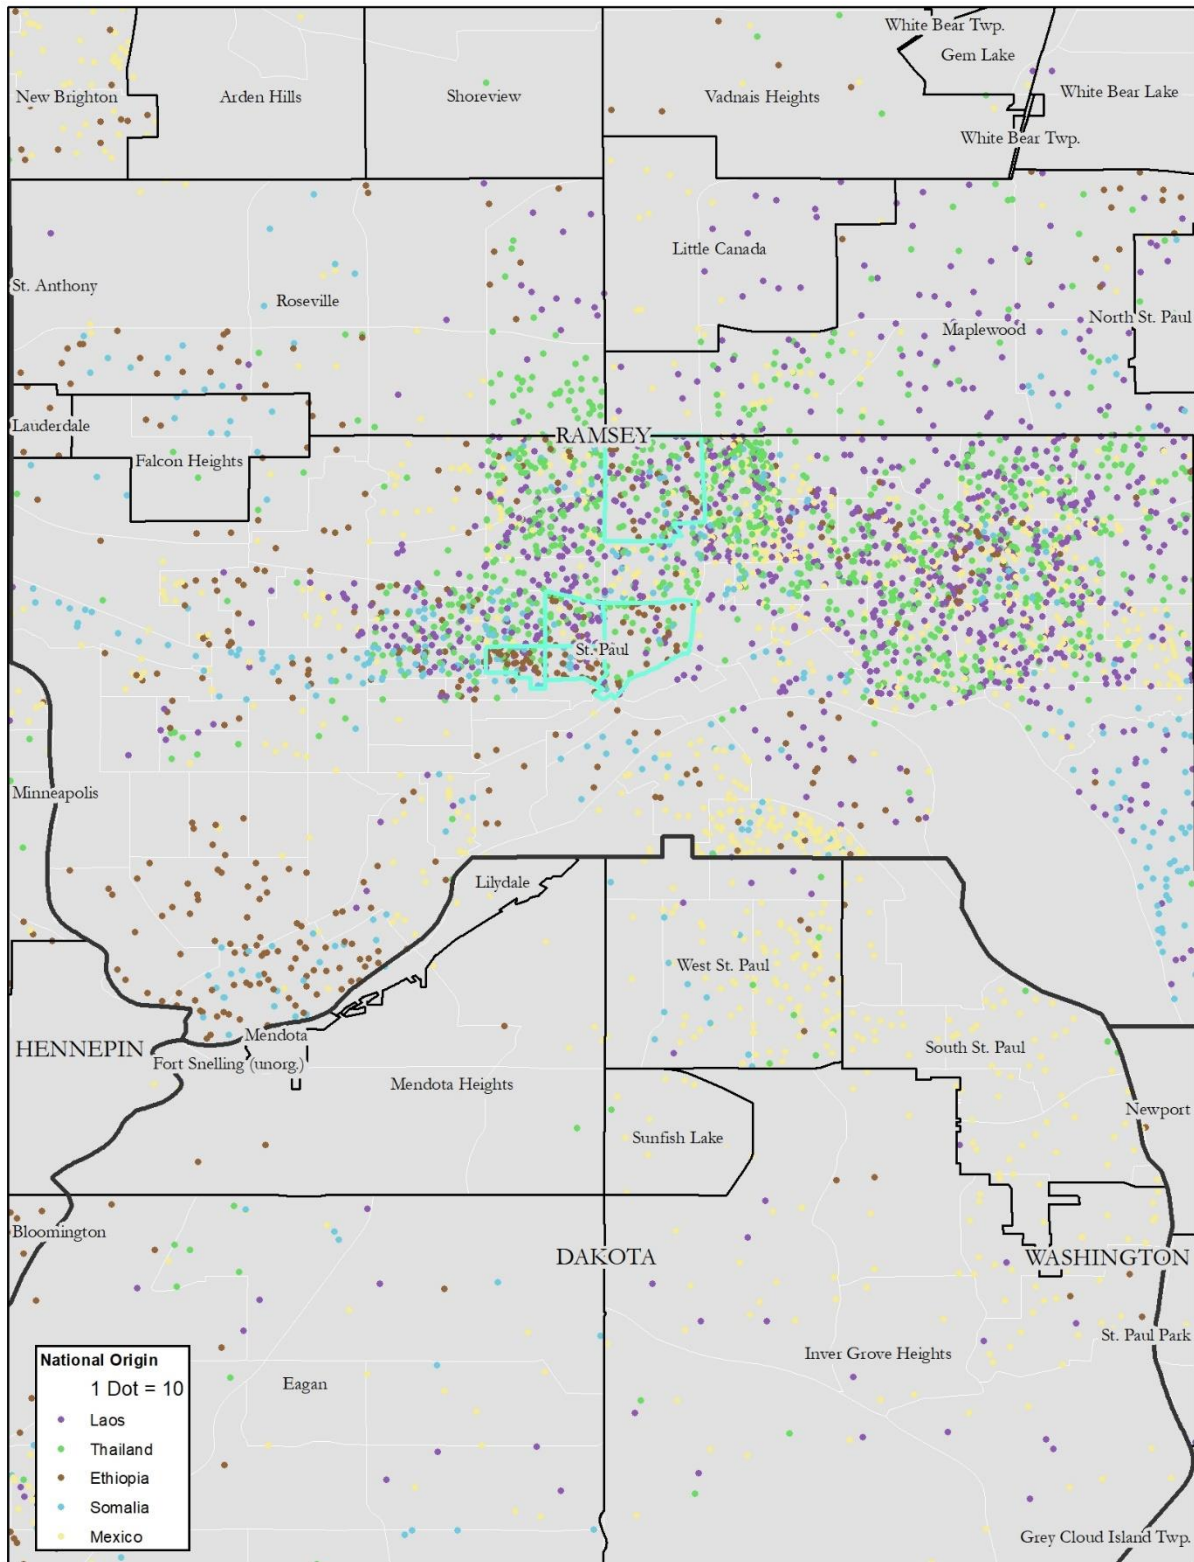 White Bear Twp.
Gem Lake
New Brighton
Arden Hills
Shoreview
Vadnais Heights
White Bear Lake
White Bear Twp.
Little Canada
St. Anthony
Roseville
Maplewood
North St. Paul
Lauderdale
RAMSEY
Falcon Heights
St. Paul
Minneapolis
Lilydale
West St. Paul
Mendota
HENNEPIN
Fort Snelling (unorg.)
South St. Paul
Mendota Heights
Newport
Sunfish Lake
Bloomington
DAKOTA
WASHINGTON
St. Paul Park
Inver Grove Heights
Eagan
National Origin
1 Dot = 10
Laos
Thailand
Ethiopia
Somalia
Mexico
Grey Cloud Island Twp.